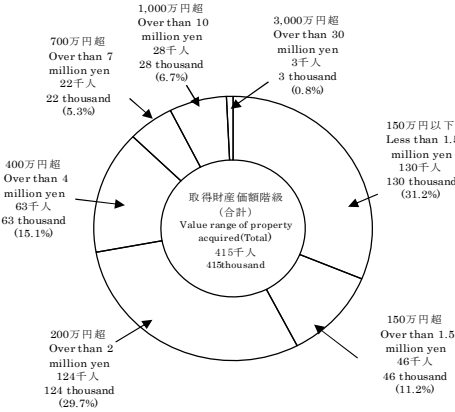 1,000万円超
Over than 10
million yen
28千人
28 thousand
(6.7%)
3,000万円超
Over than 30
million yen
3千人
3 thousand
(0.8%)
700万円超
Over than 7
million yen
22千人
22 thousand
(5.3%)
150万円以下
Less than 1.5
million yen
130千人
130 thousand
(31.2%)
400万円超
Over than 4
million yen
63千人
63 thousand
(15.1%)
取得財産価額階級
(合計)
Value range of property
acquired(Total)
415千人
415thousand
200万円超
Over than 2
million yen
124千人
124 thousand
(29.7%)
150万円超
Over than 1.5
million yen
46千人
46 thousand
(11.2%)